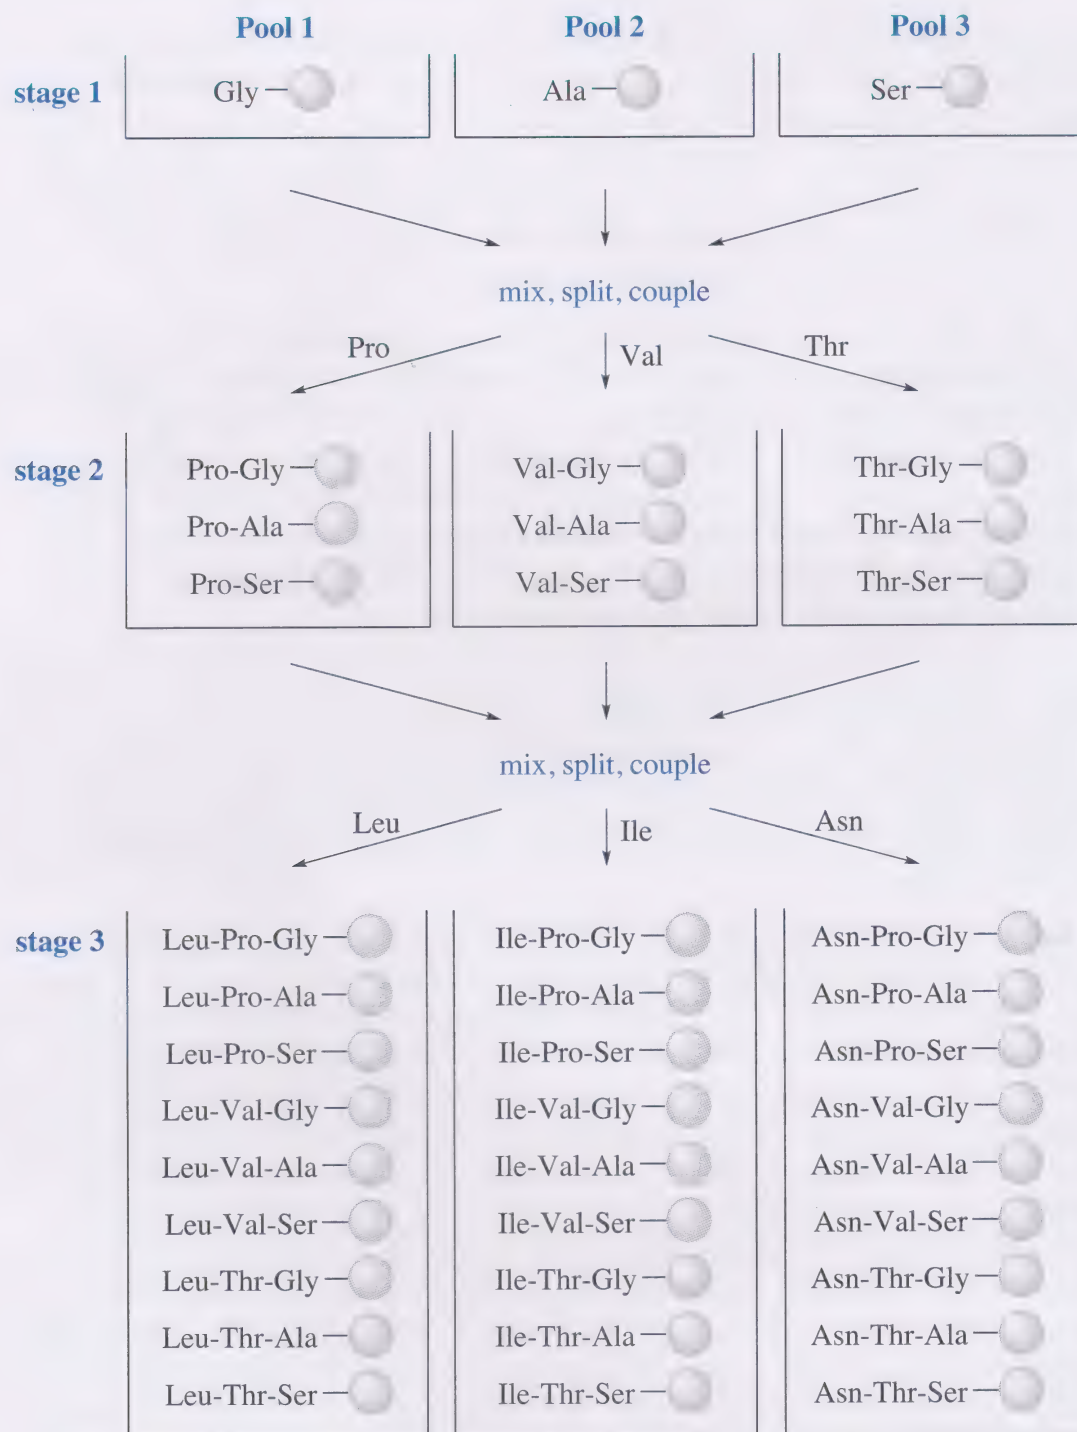 Pool 1 Pool 2 Pool 3
stage 1 Gly Ala Ser
mix, split, couple
Pro Val Thr
stage 2 Pro-Gly Val-Gly Thr-Gly
Pro-Ala Val-Ala Thr-Ala
Pro-Ser Val-Ser Thr-Ser
mix, split, couple
Leu Ile Asn
stage 3 Leu-Pro-Gly Ile-Pro-Gly Asn-Pro-Gly
Leu-Pro-Ala Ile-Pro-Ala Asn-Pro-Ala
Leu-Pro-Ser Ile-Pro-Ser Asn-Pro-Ser
Leu-Val-Gly Ile-Val-Gly Asn-Val-Gly
Leu-Val-Ala Ile-Val-Ala Asn-Val-Ala
Leu-Val-Ser Ile-Val-Ser Asn-Val-Ser
Leu-Thr-Gly Ile-Thr-Gly Asn-Thr-Gly
Leu-Thr-Ala Ile-Thr-Ala Asn-Thr-Ala
Leu-Thr-Ser Ile-Thr-Ser Asn-Thr-Ser